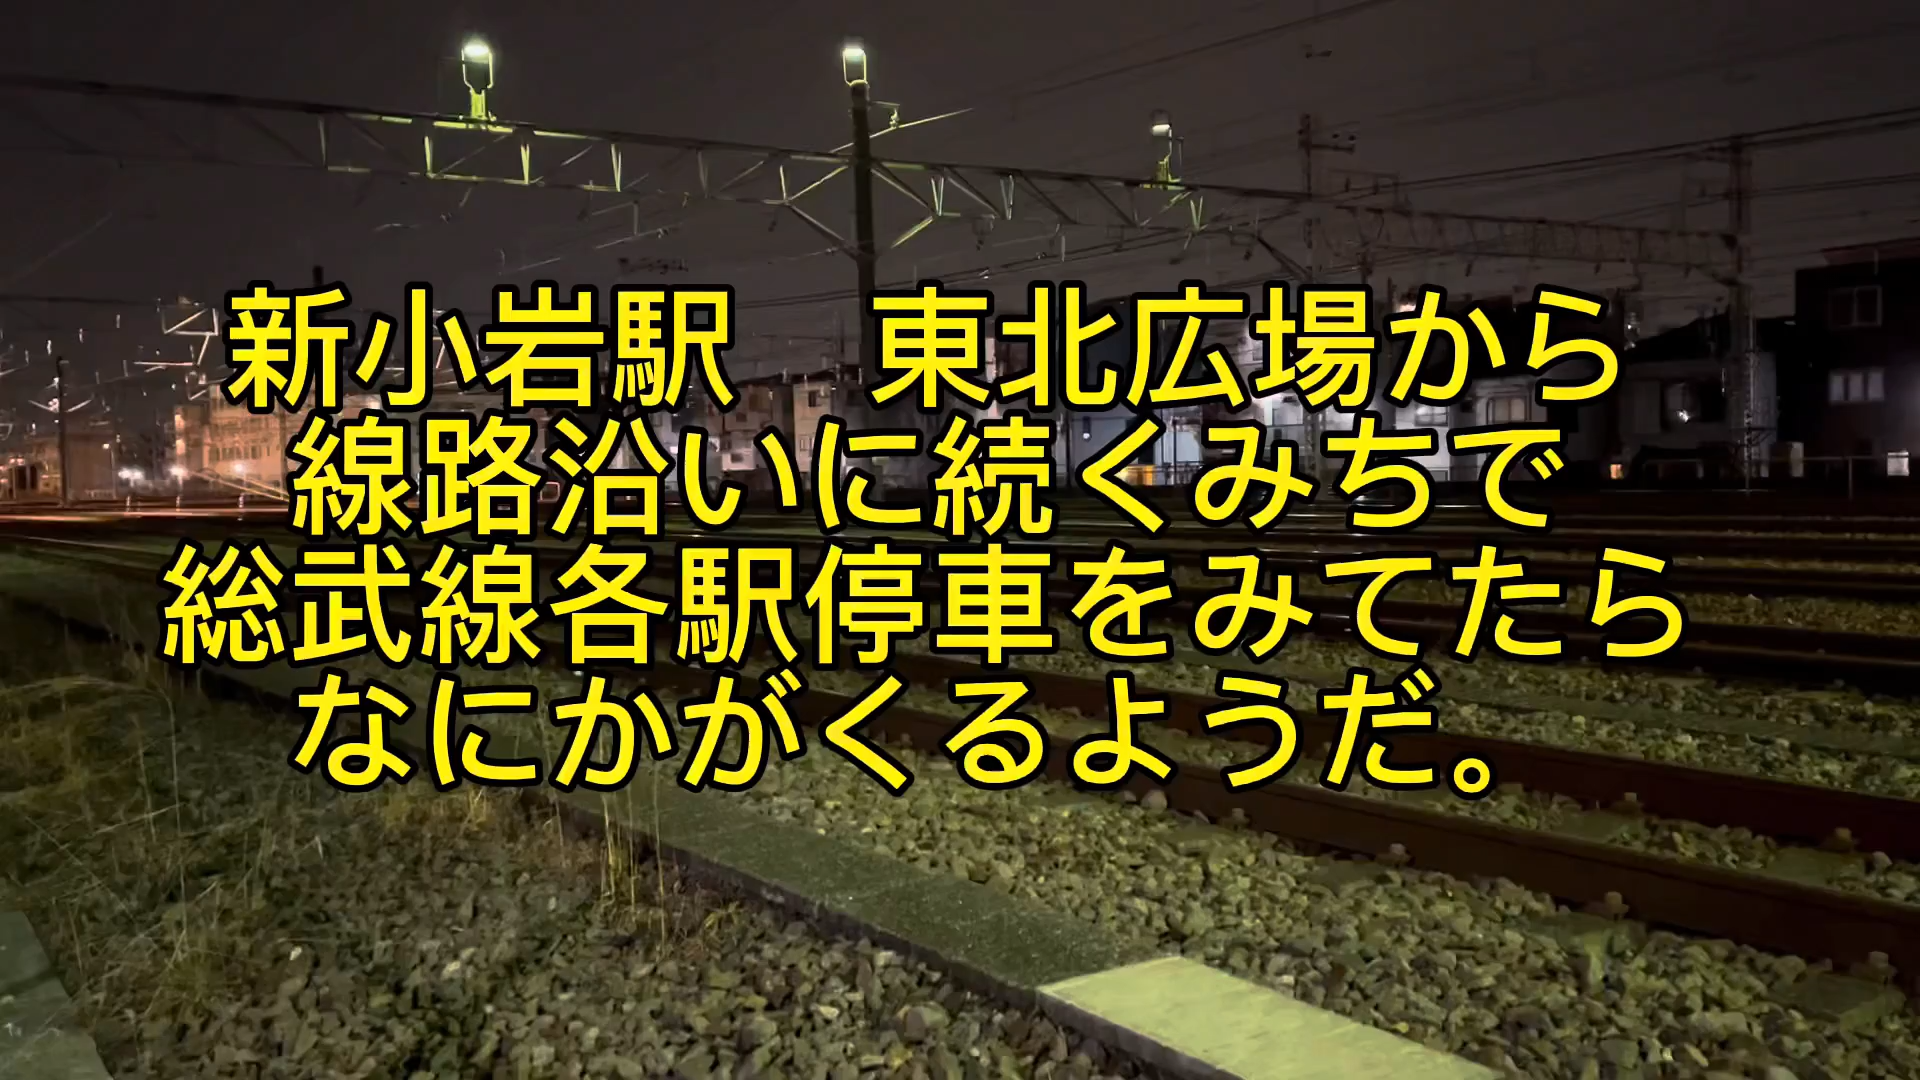 新小岩駅　東北広場から
線路沿いに続くみちで
総武線各駅停車をみてたら
なにかがくるようだ。